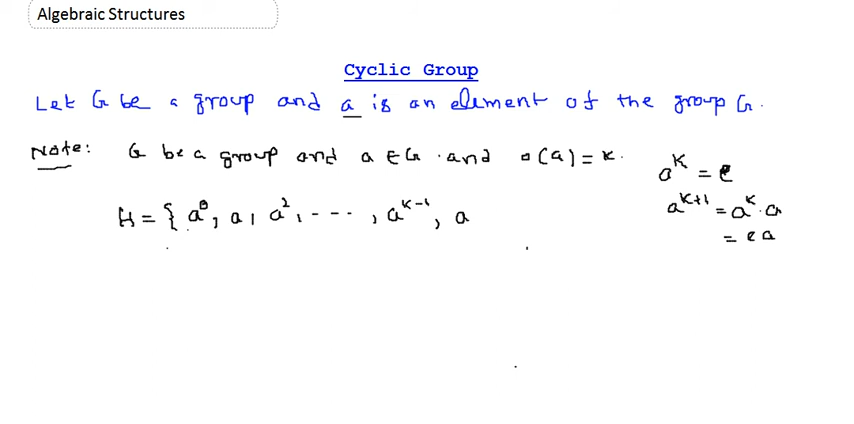 Algebraic Structures
Cyclic Group
Let G be a group and a is an element of the group G.
Note: G be a group and a ∈ G. and o(a) = k.
a^k = e
a^{k+1} = a^k . a
= e a
H = { a^0, a, a^2, ---, a^{k-1}, a